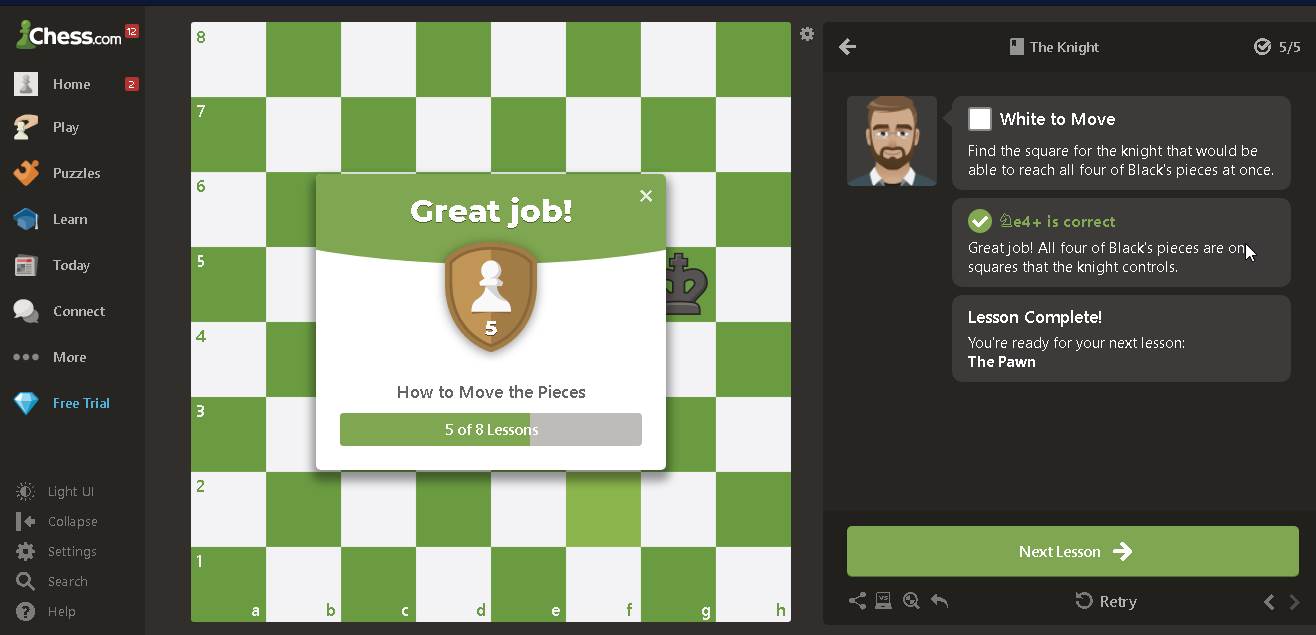 Chess.com 12
Home 2
Play
Puzzles
Learn
Today
Connect
More
Free Trial
Light UI
Collapse
Settings
Search
Help
8
7
6
5
4
3
2
1
a b c d e f g h
Great job!
5
How to Move the Pieces
5 of 8 Lessons
The Knight
5/5
White to Move
Find the square for the knight that would be
able to reach all four of Black's pieces at once.
♘e4+ is correct
Great job! All four of Black's pieces are on
squares that the knight controls.
Lesson Complete!
You're ready for your next lesson:
The Pawn
Next Lesson
VS
Retry